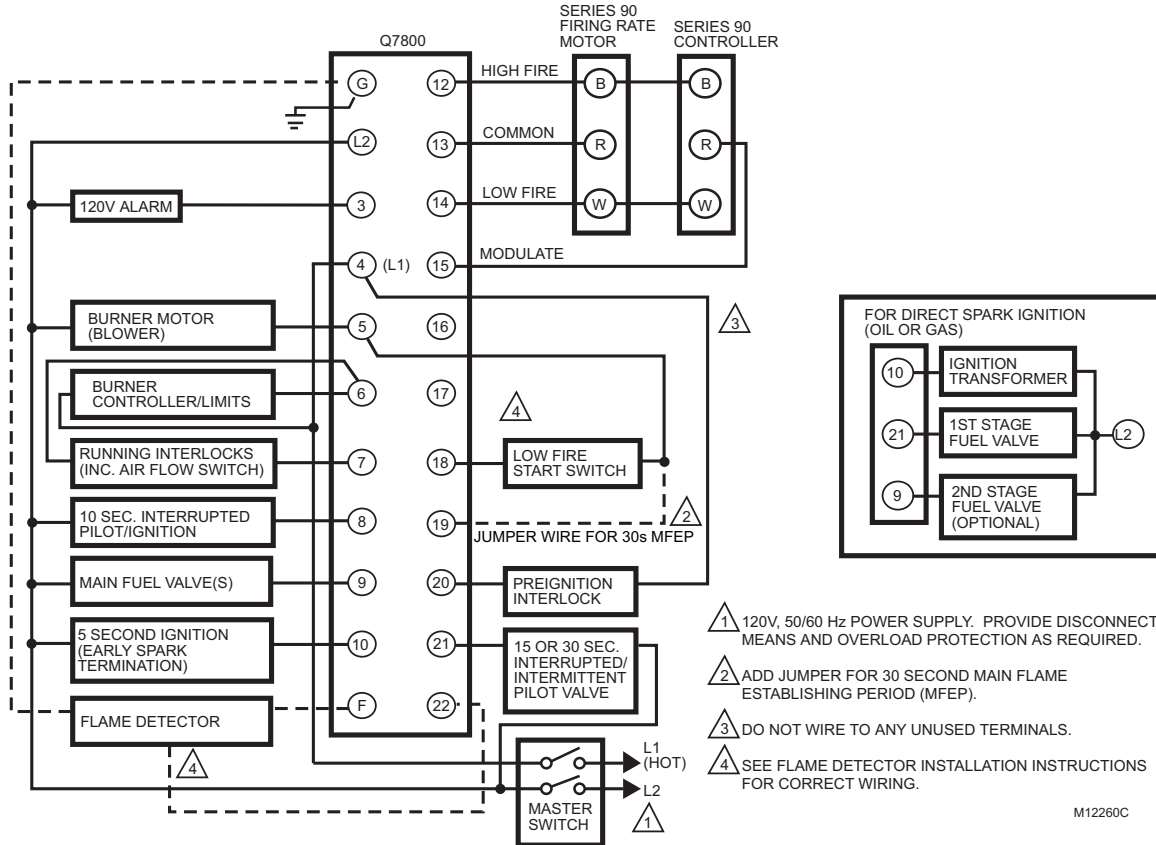 SERIES 90
FIRING RATE
MOTOR
SERIES 90
CONTROLLER
Q7800
G
12
HIGH FIRE
B
B
L2
13
COMMON
R
R
120V ALARM
3
14
LOW FIRE
W
W
4
(L1)
15
MODULATE
BURNER MOTOR
(BLOWER)
5
16
3
BURNER
CONTROLLER/LIMITS
6
17
4
RUNNING INTERLOCKS
(INC. AIR FLOW SWITCH)
7
18
LOW FIRE
START SWITCH
10 SEC. INTERRUPTED
PILOT/IGNITION
8
19
2
JUMPER WIRE FOR 30s MFEP
MAIN FUEL VALVE(S)
9
20
PREIGNITION
INTERLOCK
5 SECOND IGNITION
(EARLY SPARK
TERMINATION)
10
21
15 OR 30 SEC.
INTERRUPTED/
INTERMITTENT
PILOT VALVE
FLAME DETECTOR
F
22
4
L1
(HOT)
L2
MASTER
SWITCH
1
FOR DIRECT SPARK IGNITION
(OIL OR GAS)
10
IGNITION
TRANSFORMER
21
1ST STAGE
FUEL VALVE
L2
9
2ND STAGE
FUEL VALVE
(OPTIONAL)
1 120V, 50/60 Hz POWER SUPPLY. PROVIDE DISCONNECT
MEANS AND OVERLOAD PROTECTION AS REQUIRED.
2 ADD JUMPER FOR 30 SECOND MAIN FLAME
ESTABLISHING PERIOD (MFEP).
3 DO NOT WIRE TO ANY UNUSED TERMINALS.
4 SEE FLAME DETECTOR INSTALLATION INSTRUCTIONS
FOR CORRECT WIRING.
M12260C